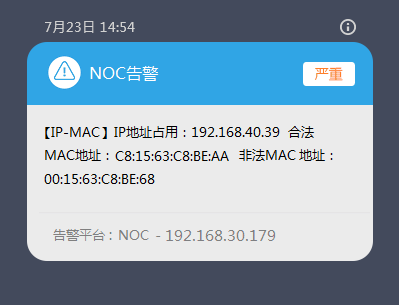 7月23日 14:54
NOC告警
严重
【IP-MAC】IP地址占用：192.168.40.39 合法
MAC地址：C8:15:63:C8:BE:AA 非法MAC 地址：
00:15:63:C8:BE:68
告警平台：NOC - 192.168.30.179